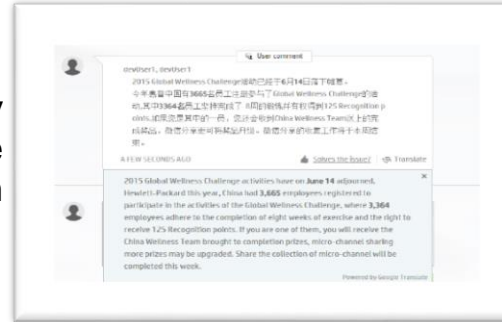 y
e
n
User comment
devUser1, devUser1
2015 Global Wellness Challenge活动已经于6月14日落下帷幕。
今年惠普中国有3665名员工注册参与了Global Wellness Challenge的活
动,其中3364名员工坚持完成了 8周的锻炼并有权得到125 Recognition p
oints.如果您是其中的一员，您还会收到China Wellness Team送上的完
成奖品，微信分享更可将奖品升级。微信分享的收集工作将于本周结
束。
A FEW SECONDS AGO
Solves the Issue?
Translate
2015 Global Wellness Challenge activities have on June 14 adjourned,
Hewlett-Packard this year, China had 3,665 employees registered to
participate in the activities of the Global Wellness Challenge, where 3,364
employees adhere to the completion of eight weeks of exercise and the right to
receive 125 Recognition points. If you are one of them, you will receive the
China Wellness Team brought to completion prizes, micro-channel sharing
more prizes may be upgraded. Share the collection of micro-channel will be
completed this week.
Powered by Google Translate